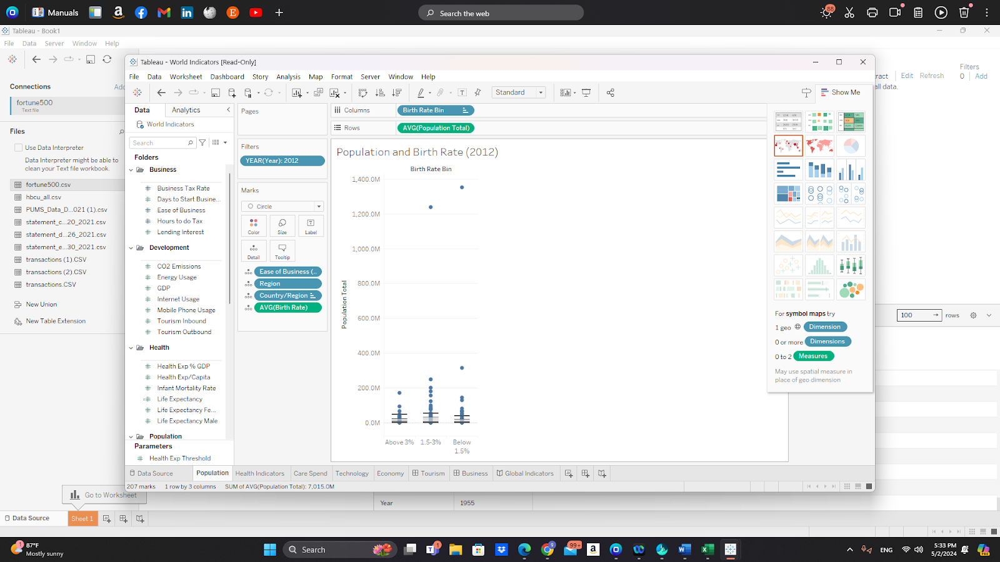 Manuals
Search the web
88
Tableau - Book1
File Data Server Window Help
Connections
Add
fortune500
Text file
Files
Use Data Interpreter
Data Interpreter might be able to
clean your Text file workbook.
fortune500.csv
hbcu_all.csv
PUMS_Data_D...021 (1).csv
statement_c...20_2021.csv
statement_d...26_2021.csv
statement_e...30_2021.csv
transactions (1).CSV
transactions (2).CSV
transactions.CSV
New Union
New Table Extension
Go to Worksheet
Data Source
Sheet 1
Tableau - World Indicators [Read-Only]
File Data Worksheet Dashboard Story Analysis Map Format Server Window Help
Standard
Show Me
Data
Analytics
World Indicators
Search
Folders
Business
Business Tax Rate
Days to Start Busine...
Ease of Business
Hours to do Tax
Lending Interest
Development
CO2 Emissions
Energy Usage
GDP
Internet Usage
Mobile Phone Usage
Tourism Inbound
Tourism Outbound
Health
Health Exp % GDP
Health Exp/Capita
Infant Mortality Rate
Life Expectancy
Life Expectancy Fe...
Life Expectancy Male
Population
Parameters
Health Exp Threshold
Pages
Filters
YEAR(Year): 2012
Marks
Circle
Color
Size
Label
Detail
Tooltip
Ease of Business (..
Region
Country/Region
AVG(Birth Rate)
Columns
Birth Rate Bin
Rows
AVG(Population Total)
Population and Birth Rate (2012)
Birth Rate Bin
1,400.0M
1,200.0M
1,000.0M
800.0M
600.0M
400.0M
200.0M
0.0M
Population Total
Above 3%
1.5-3%
Below
1.5%
For symbol maps try
1 geo Dimension
0 or more Dimensions
0 to 2 Measures
May use spatial measure in
place of geo dimension
Data Source
Population
Health Indicators
Care Spend
Technology
Economy
Tourism
Business
Global Indicators
207 marks 1 row by 3 columns SUM of AVG(Population Total): 7,015.0M
ract
Edit
Refresh
Filters
0
Add
all data.
100
rows
Year
1955
87°F
Mostly sunny
Search
1
9
99+
ENG
5:33 PM
5/2/2024